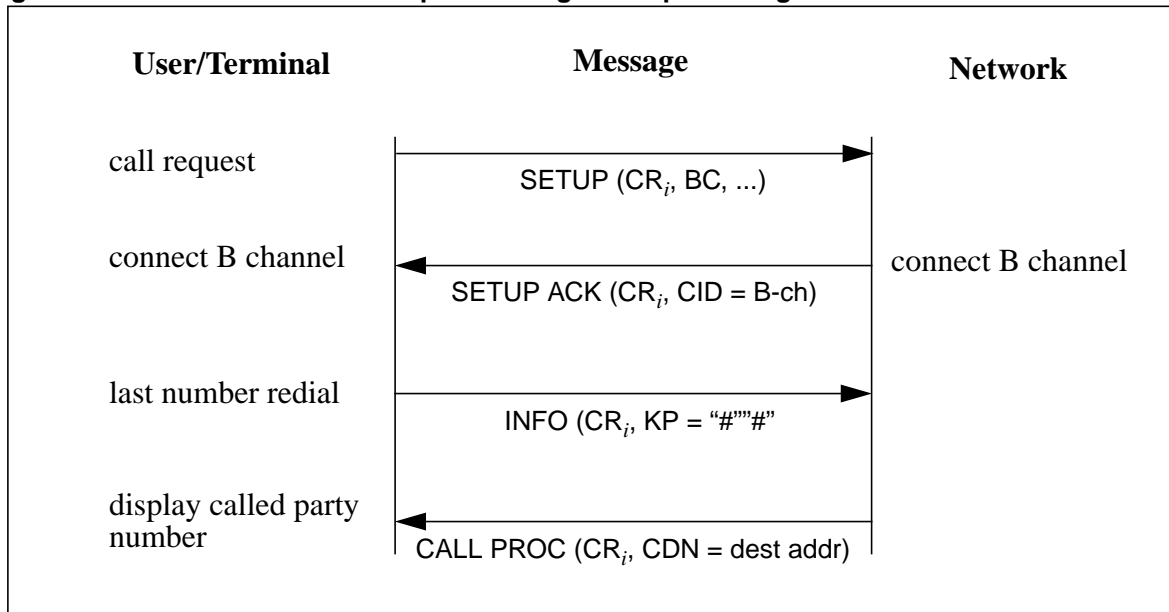 User/Terminal Message Network
call request
SETUP (CRi, BC, ...)
connect B channel connect B channel
SETUP ACK (CRi, CID = B-ch)
last number redial
INFO (CRi, KP = “#””#”
display called party
number
CALL PROC (CRi, CDN = dest addr)